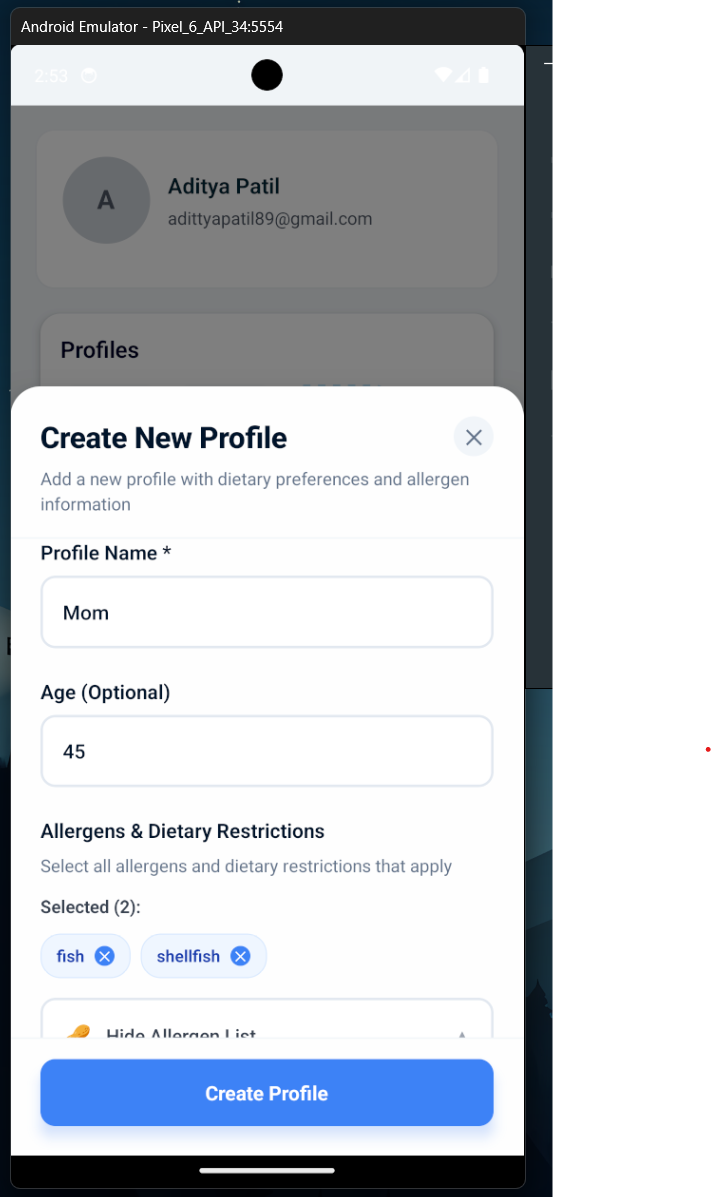 Android Emulator - Pixel_6_API_34:5554
2:53
A
Aditya Patil
adittyapatil89@gmail.com
Profiles
Create New Profile
Add a new profile with dietary preferences and allergen
information
Profile Name *
Mom
Age (Optional)
45
Allergens & Dietary Restrictions
Select all allergens and dietary restrictions that apply
Selected (2):
fish
shellfish
Hide Allergen List
Create Profile